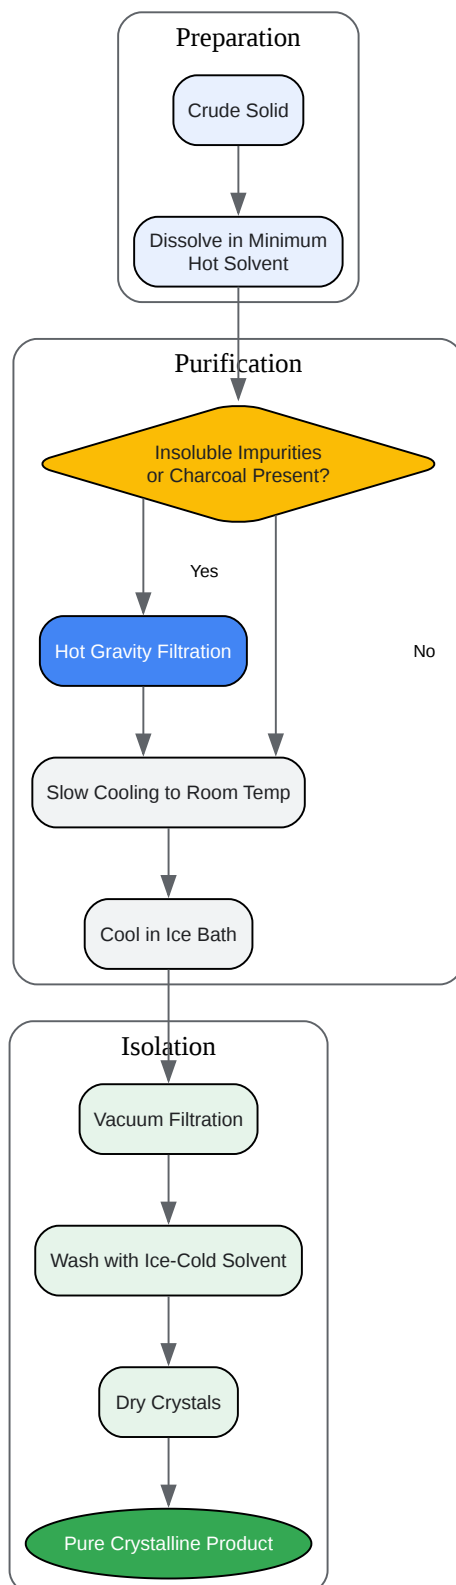 Preparation
Crude Solid
Dissolve in Minimum
Hot Solvent
Purification
Insoluble Impurities
or Charcoal Present?
Yes
Hot Gravity Filtration
No
Slow Cooling to Room Temp
Cool in Ice Bath
Isolation
Vacuum Filtration
Wash with Ice-Cold Solvent
Dry Crystals
Pure Crystalline Product